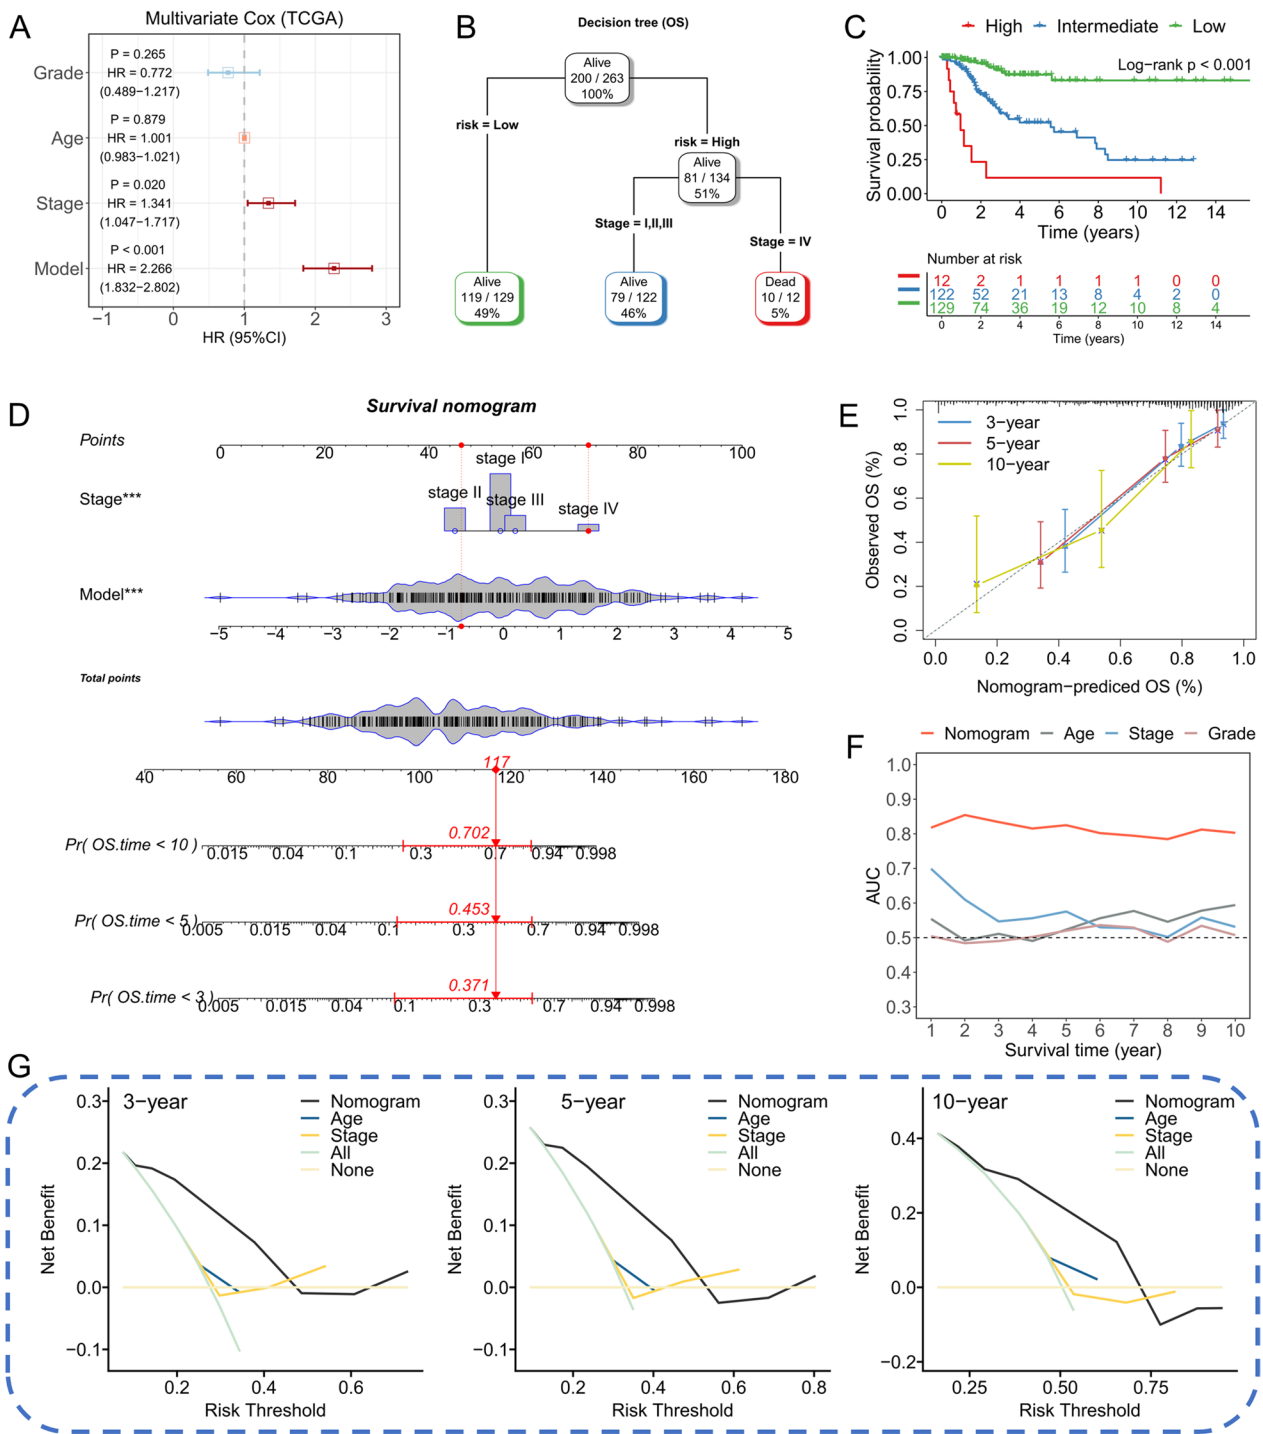 A
Multivariate Cox (TCGA)
Grade
P = 0.265
HR = 0.772
(0.489−1.217)
Age
P = 0.879
HR = 1.001
(0.983−1.021)
Stage
P = 0.020
HR = 1.341
(1.047−1.717)
Model
P < 0.001
HR = 2.266
(1.832−2.802)
−1 0 1 2 3
HR (95%CI)
B
Decision tree (OS)
Alive
200 / 263
100%
risk = Low
risk = High
Alive
81 / 134
51%
Stage = I,II,III
Stage = IV
Alive
119 / 129
49%
Alive
79 / 122
46%
Dead
10 / 12
5%
C
High Intermediate Low
Log−rank p < 0.001
Survival probability
1.00
0.75
0.50
0.25
0.00
0 2 4 6 8 10 12 14
Time (years)
Number at risk
12 2 1 1 1 1 0 0
122 52 21 13 8 4 2 0
129 74 36 19 12 10 8 4
0 2 4 6 8 10 12 14
Time (years)
D
Survival nomogram
Points
0 20 40 60 80 100
Stage***
stage I
stage II
stage III
stage IV
Model***
−5 −4 −3 −2 −1 0 1 2 3 4 5
Total points
117
40 60 80 100 120 140 160 180
0.702
Pr( OS.time < 10 )
0.015 0.04 0.1 0.3 0.7 0.94 0.998
0.453
Pr( OS.time < 5 )
0.005 0.015 0.04 0.1 0.3 0.7 0.94 0.998
0.371
Pr( OS.time < 3 )
0.005 0.015 0.04 0.1 0.3 0.7 0.94 0.998
E
3−year
5−year
10−year
Observed OS (%)
1.0
0.8
0.6
0.4
0.2
0.0
0.0 0.2 0.4 0.6 0.8 1.0
Nomogram−prediced OS (%)
F
Nomogram Age Stage Grade
AUC
1.0
0.9
0.8
0.7
0.6
0.5
0.4
0.3
1 2 3 4 5 6 7 8 9 10
Survival time (year)
G
3−year
Nomogram
Age
Stage
All
None
Net Benefit
0.3
0.2
0.1
0.0
−0.1
0.2 0.4 0.6
Risk Threshold
5−year
Nomogram
Age
Stage
All
None
Net Benefit
0.3
0.2
0.1
0.0
−0.1
0.2 0.4 0.6 0.8
Risk Threshold
10−year
Nomogram
Age
Stage
All
None
Net Benefit
0.4
0.2
0.0
−0.2
0.25 0.50 0.75
Risk Threshold